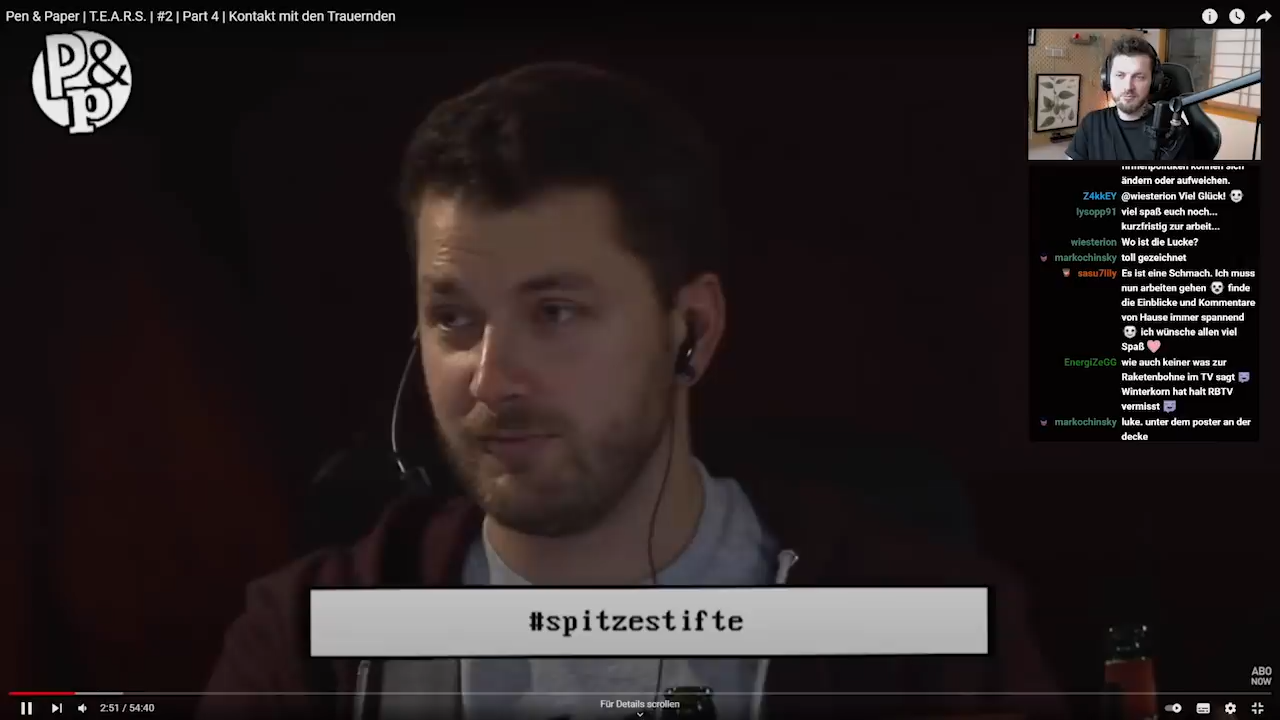 Pen & Paper | T.E.A.R.S. | #2 | Part 4 | Kontakt mit den Trauernden
P&
p
ändern oder aufweichen.
Z4kkEY @wiesterion Viel Glück!
lysopp91 viel spaß euch noch...
kurzfristig zur arbeit...
wiesterion Wo ist die Lucke?
markochinsky toll gezeichnet
sasu7lily Es ist eine Schmach. Ich muss
nun arbeiten gehen finde
die Einblicke und Kommentare
von Hause immer spannend
ich wünsche allen viel
Spaß
EnergiZeGG wie auch keiner was zur
Raketenbohne im TV sagt
Winterkorn hat halt RBTV
vermisst
markochinsky luke. unter dem poster an der
decke
#spitzestifte
ABO
NOW
2:51 / 54:40
Für Details scrollen